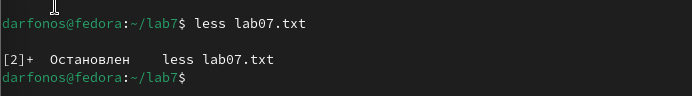 darfonos@fedora:~/lab7$ less lab07.txt
[2]+  Остановлен    less lab07.txt
darfonos@fedora:~/lab7$